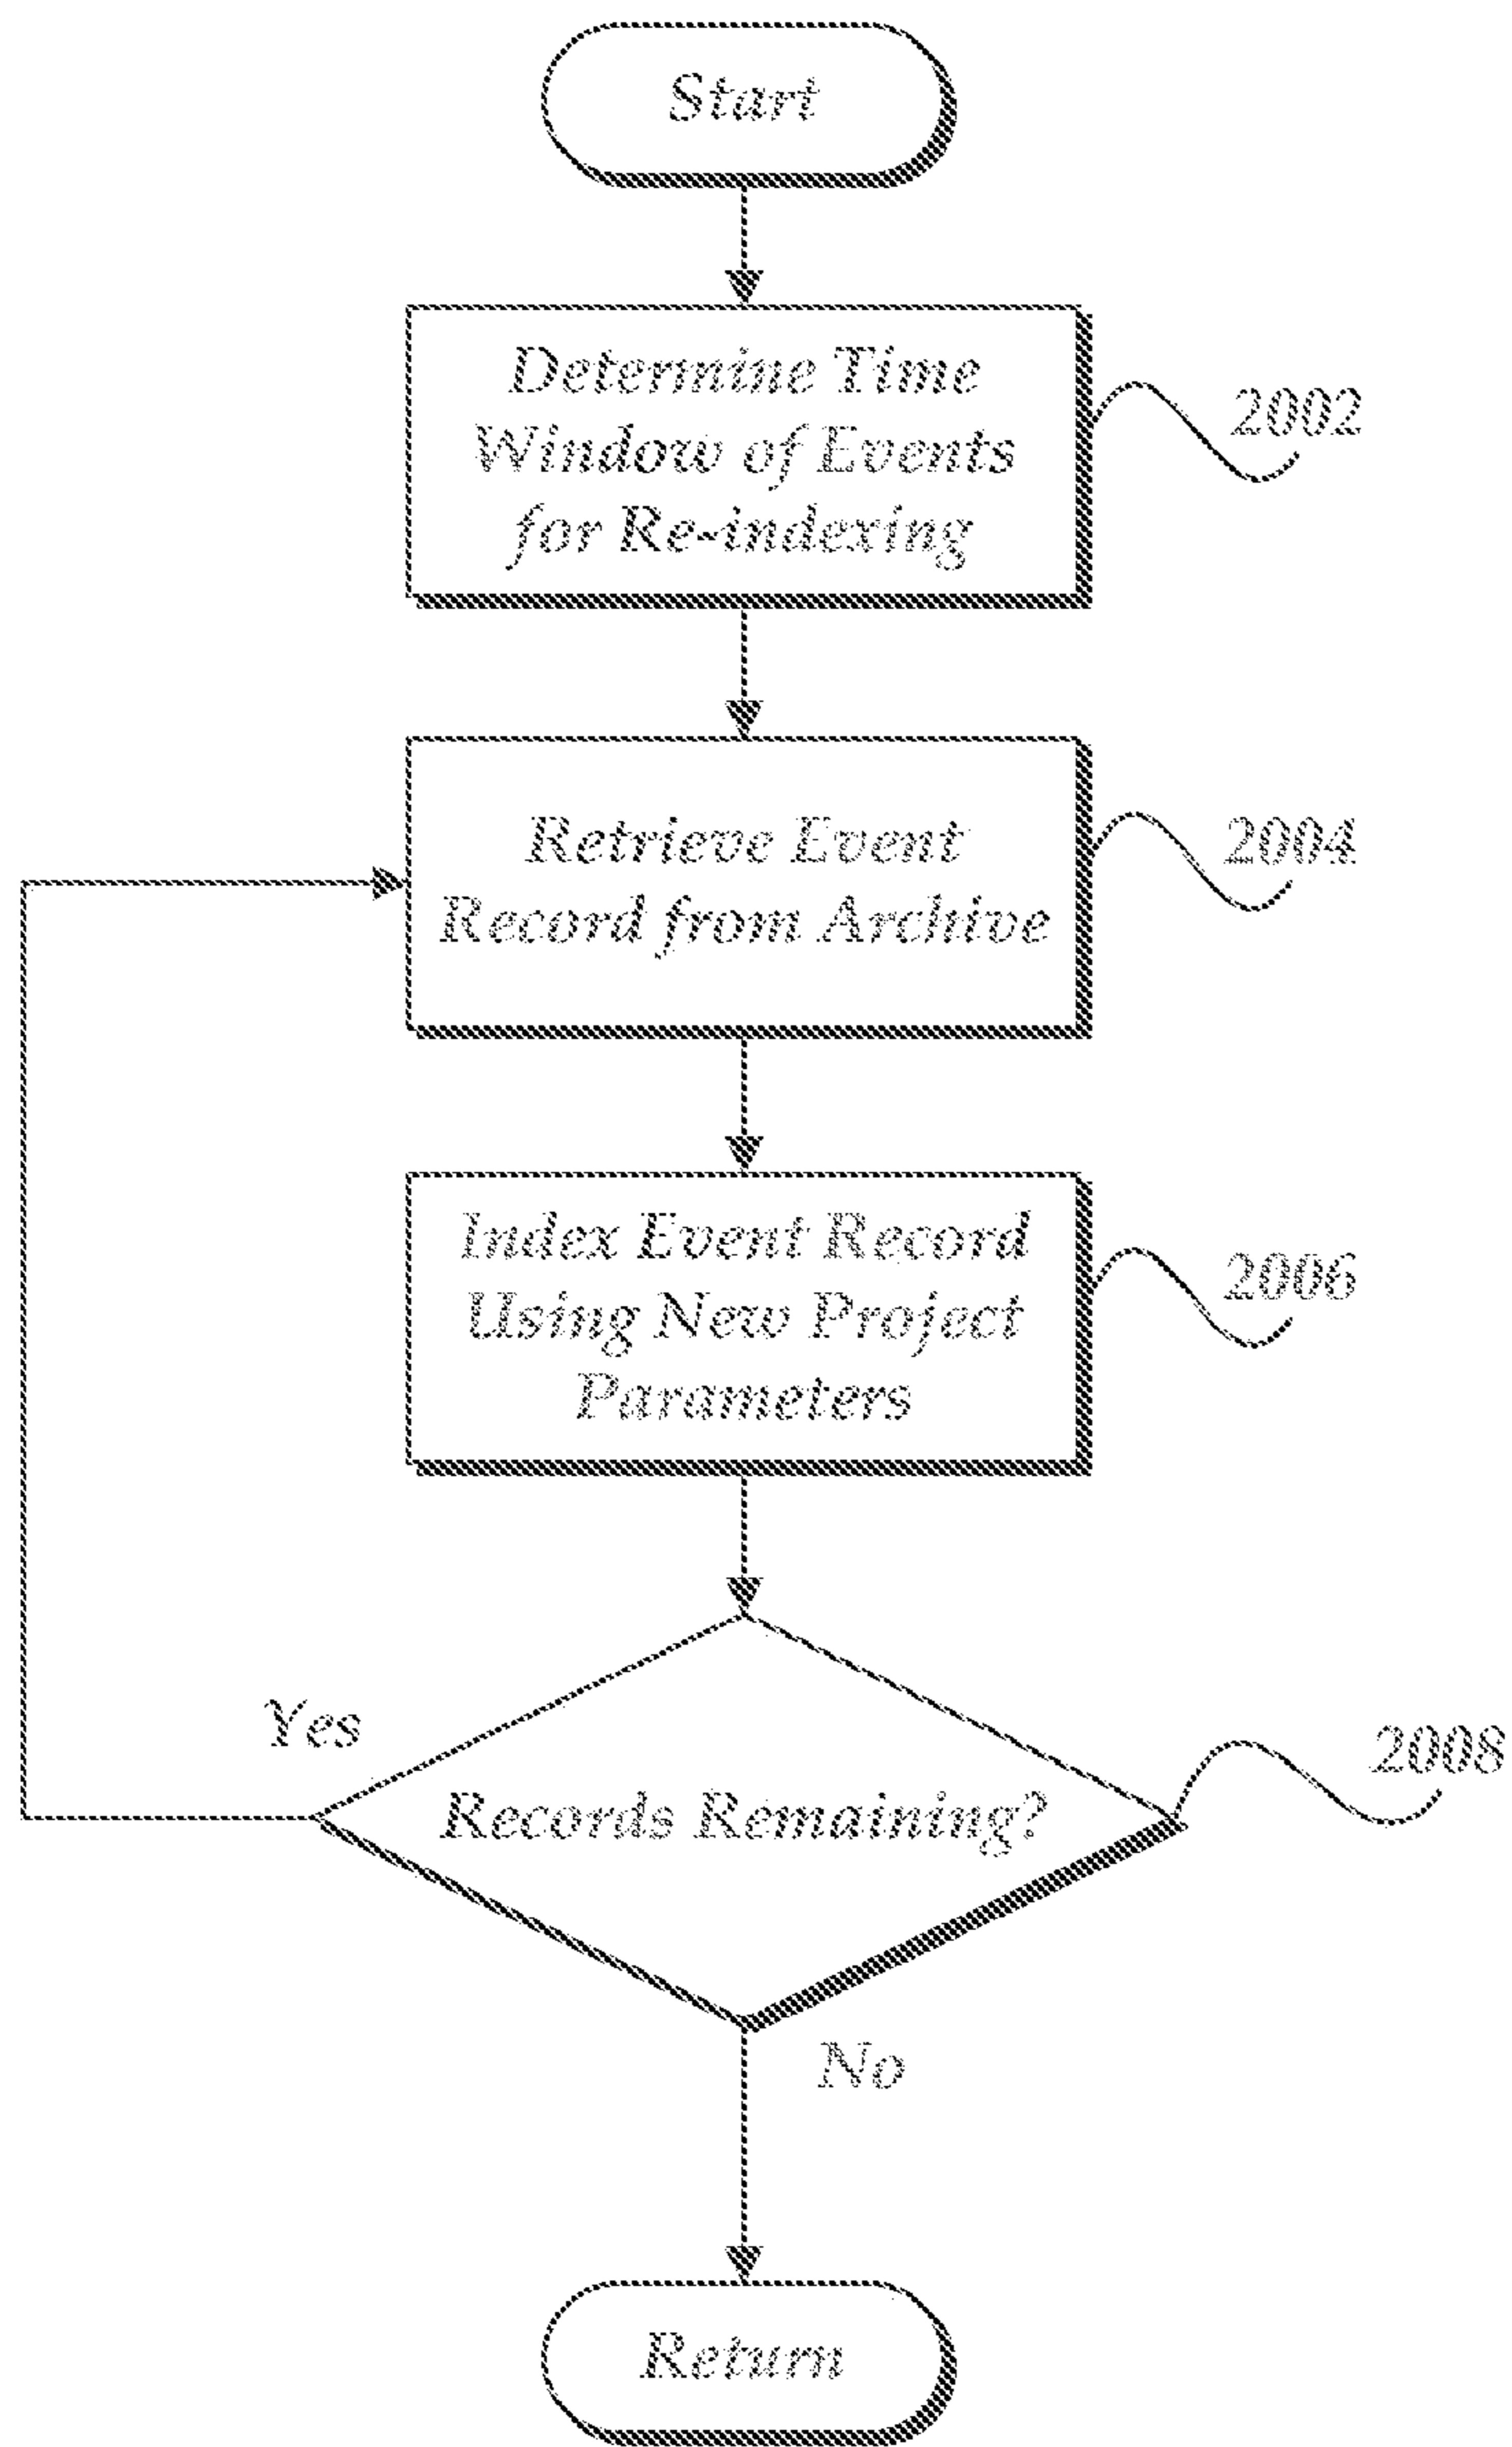 Start
Determine Time
Window of Events
for Re-indexing
2002
Retrieve Event
Record from Archive
2004
Index Event Record
Using New Project
Parameters
2006
Yes
Records Remaining?
2008
No
Return